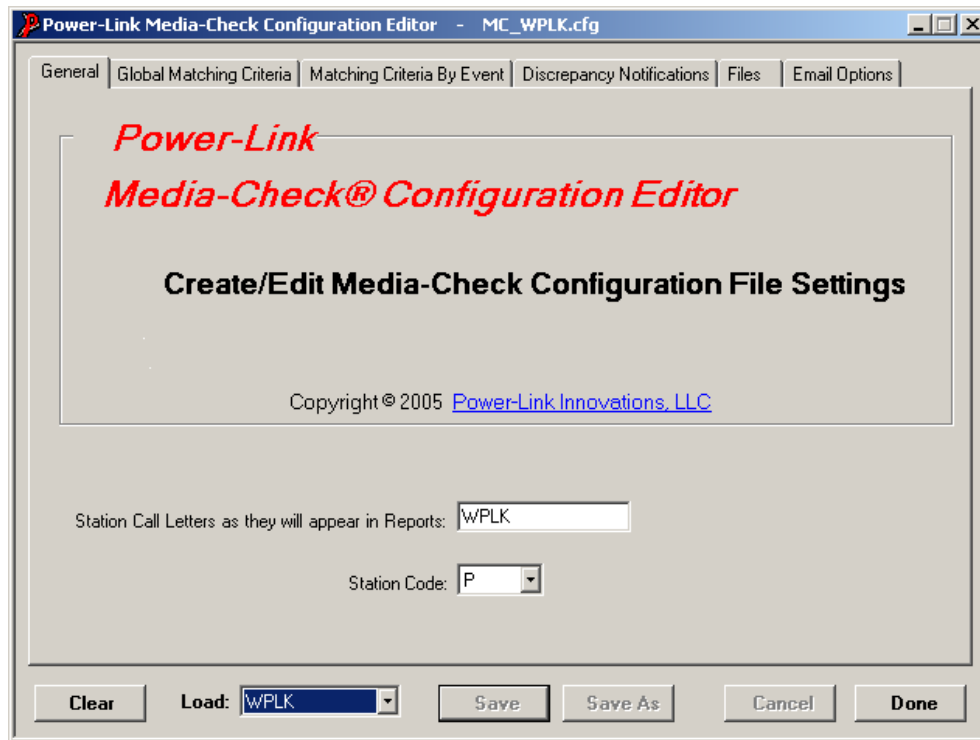 Power-Link Media-Check Configuration Editor - MC_WPLK.cfg
General Global Matching Criteria Matching Criteria By Event Discrepancy Notifications Files Email Options
Power-Link
Media-Check® Configuration Editor
Create/Edit Media-Check Configuration File Settings
Copyright © 2005 Power-Link Innovations, LLC
Station Call Letters as they will appear in Reports: WPLK
Station Code: P
Clear Load: WPLK Save Save As Cancel Done